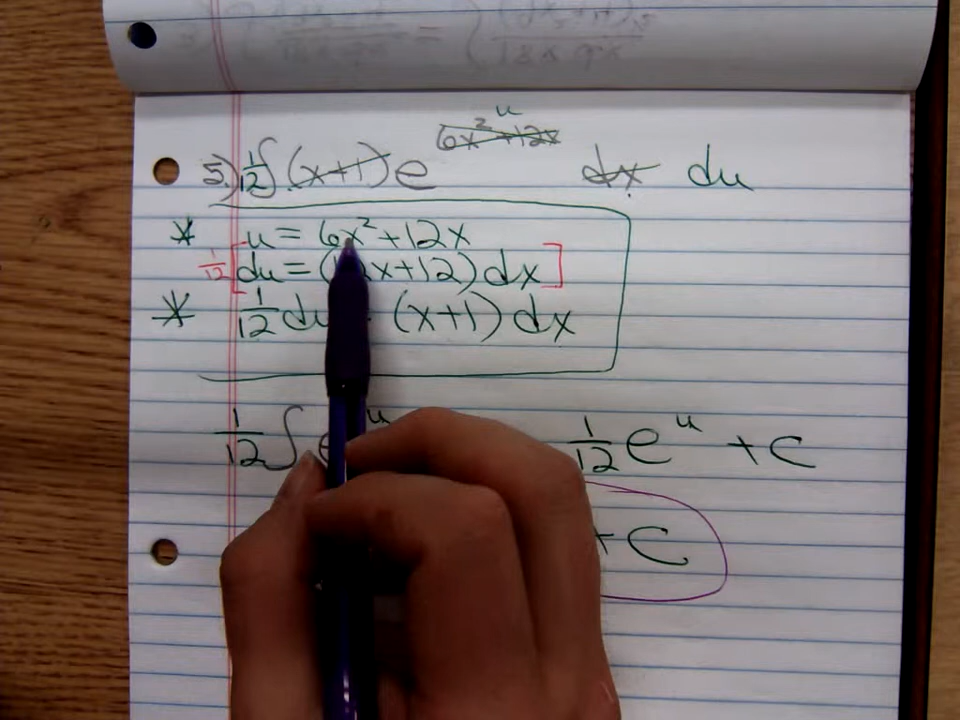 u
6x² + 12x
5.) 1/12 ∫ (x+1) e dx du
* u = 6x² + 12x
1/12 [du = (12x+12) dx]
* 1/12 du (x+1) dx
1/12 ∫ e u 1/12 e^u + c
+ c